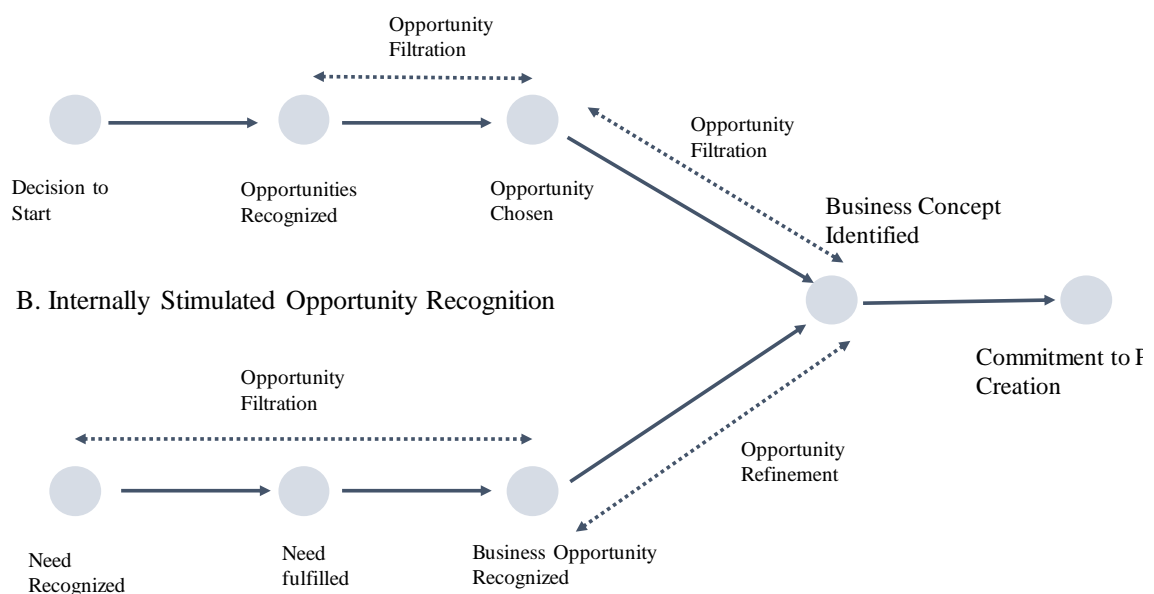 Opportunity
Filtration
Opportunity
Filtration
Decision to
Start
Opportunities
Recognized
Opportunity
Chosen
Business Concept
Identified
B. Internally Stimulated Opportunity Recognition
Commitment to
Creation
Opportunity
Filtration
Opportunity
Refinement
Need
Recognized
Need
fulfilled
Business Opportunity
Recognized